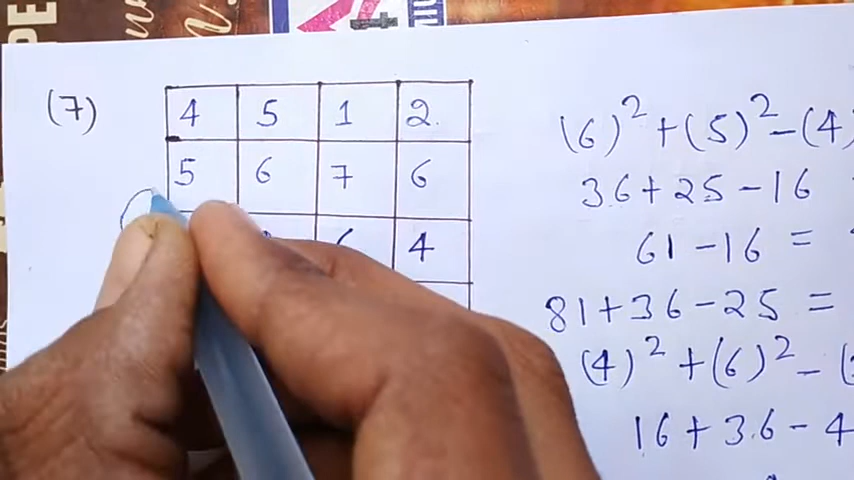 (7)
4 5 1 2
5 6 7 6
4
(6)² + (5)² - (4)
36 + 25 - 16
61 - 16 =
81 + 36 - 25 =
(4)² + (6)² - (
16 + 36 - 4